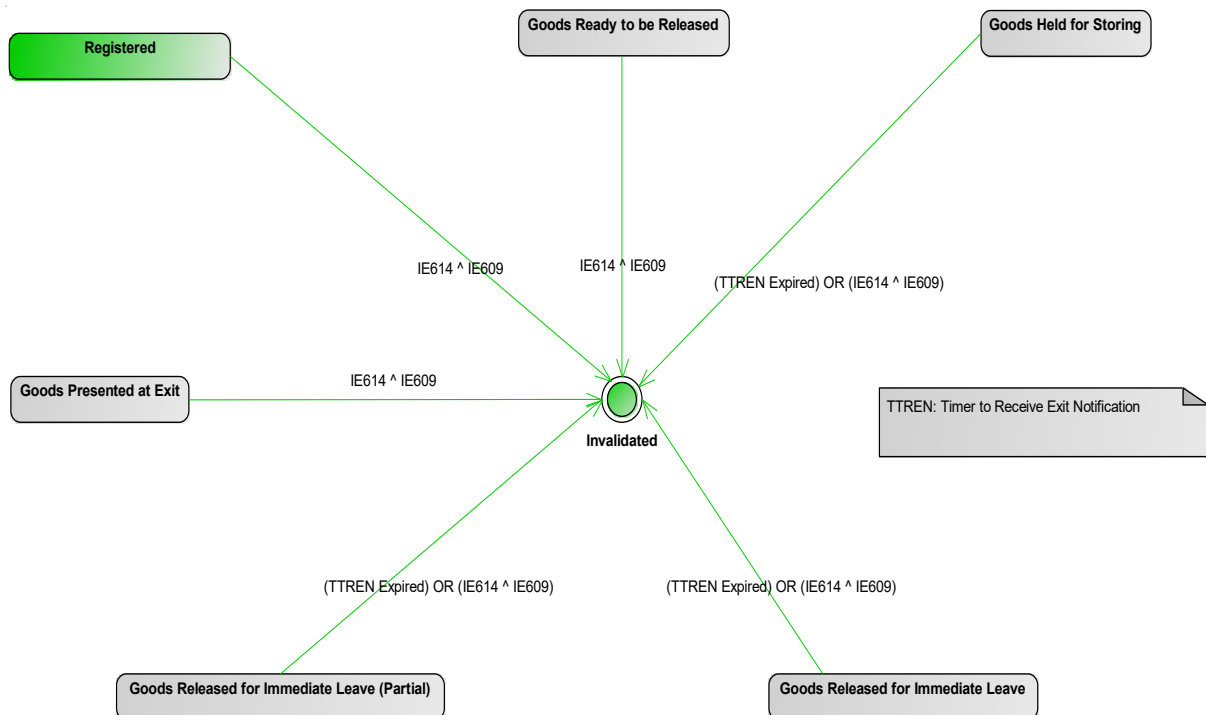 Goods Ready to be Released
Goods Held for Storing
Registered
IE614 ^ IE609
IE614 ^ IE609
(TTREN Expired) OR (IE614 ^ IE609)
Goods Presented at Exit
IE614 ^ IE609
TTREN: Timer to Receive Exit Notification
Invalidated
(TTREN Expired) OR (IE614 ^ IE609)
(TTREN Expired) OR (IE614 ^ IE609)
Goods Released for Immediate Leave (Partial)
Goods Released for Immediate Leave